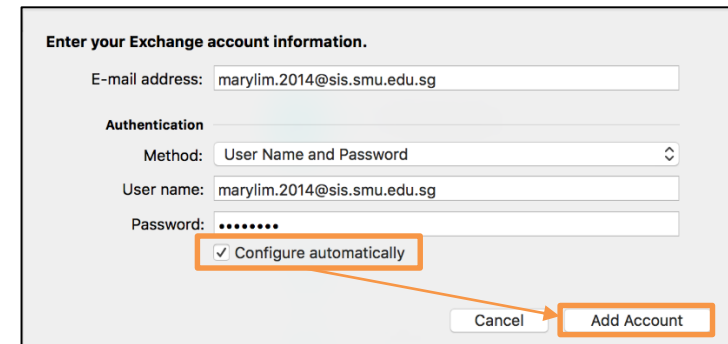 Enter your Exchange account information.
E-mail address: marylim.2014@sis.smu.edu.sg
Authentication
Method: User Name and Password
User name: marylim.2014@sis.smu.edu.sg
Password: ••••••••
Configure automatically
Cancel Add Account